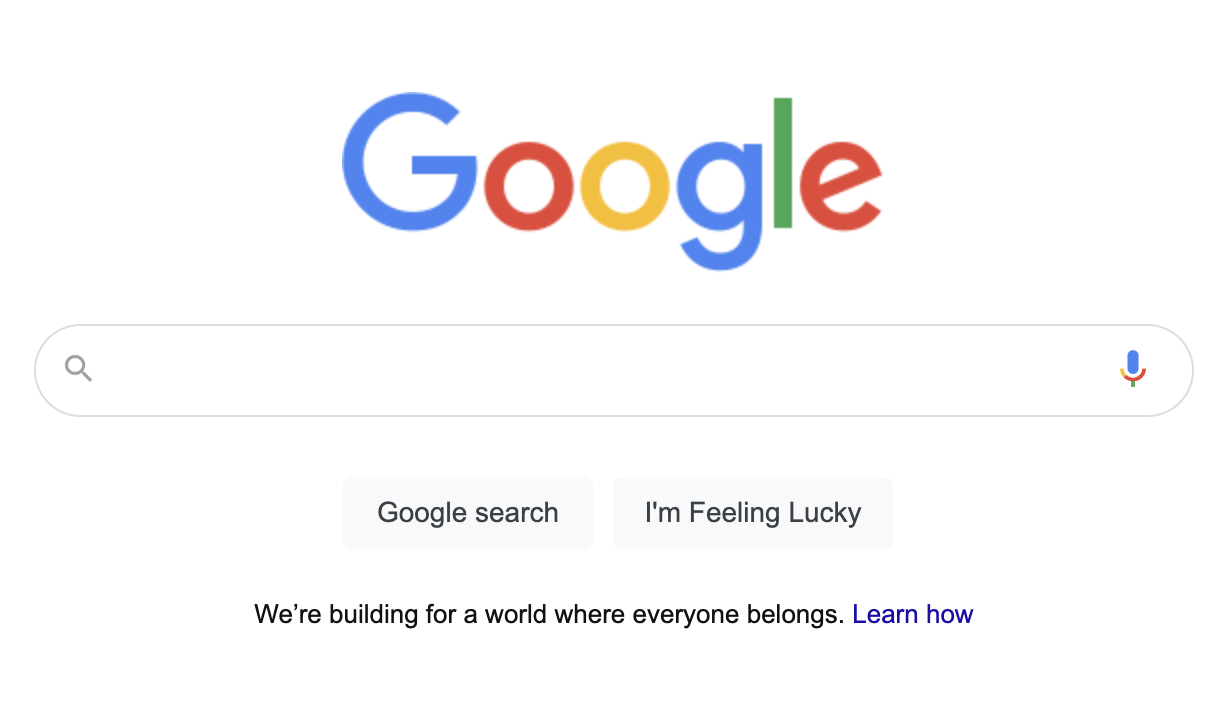 Google
Google search
I'm Feeling Lucky
We’re building for a world where everyone belongs. Learn how